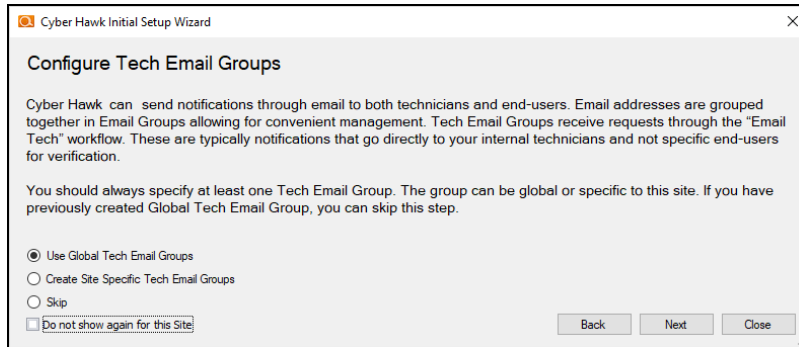 Cyber Hawk Initial Setup Wizard
Configure Tech Email Groups
Cyber Hawk can send notifications through email to both technicians and end-users. Email addresses are grouped
together in Email Groups allowing for convenient management. Tech Email Groups receive requests through the “Email
Tech” workflow. These are typically notifications that go directly to your internal technicians and not specific end-users
for verification.
You should always specify at least one Tech Email Group. The group can be global or specific to this site. If you have
previously created Global Tech Email Group, you can skip this step.
Use Global Tech Email Groups
Create Site Specific Tech Email Groups
Skip
Do not show again for this Site
Back Next Close